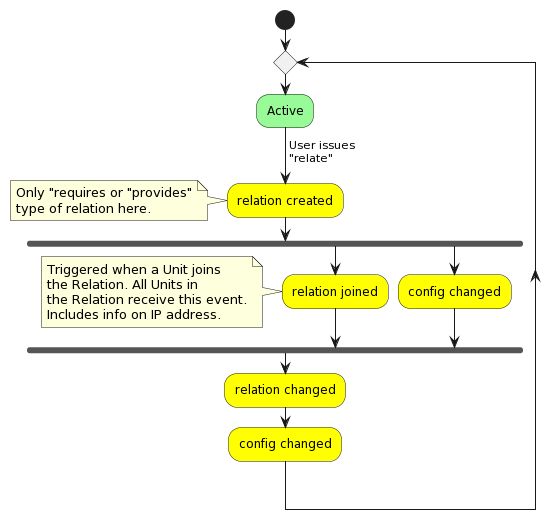 Active
User issues
"relate"
Only "requires or "provides"
type of relation here.
relation created
Triggered when a Unit joins
the Relation. All Units in
the Relation receive this event.
Includes info on IP address.
relation joined
config changed
relation changed
config changed